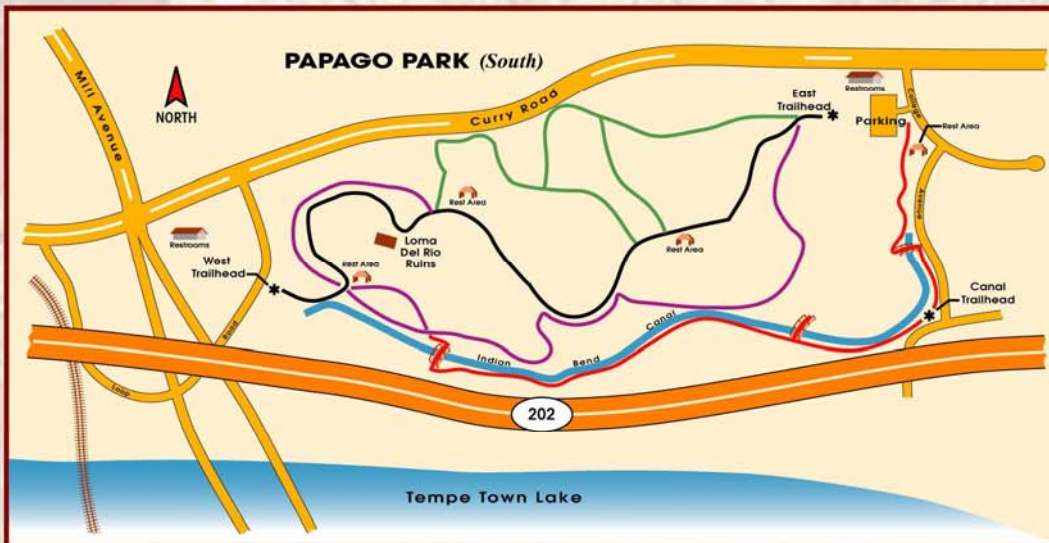 PAPAGO PARK (South)
NORTH
Mill Avenue
Curry Road
East
Trailhead
Restrooms
College
Parking
Rest Area
Avenue
Rest Area
Restrooms
Loma
Del Rio
Ruins
West
Trailhead
Rest Area
Rest Area
Canal
Trailhead
Loop
Road
Indian
Bend
Canal
202
Tempe Town Lake